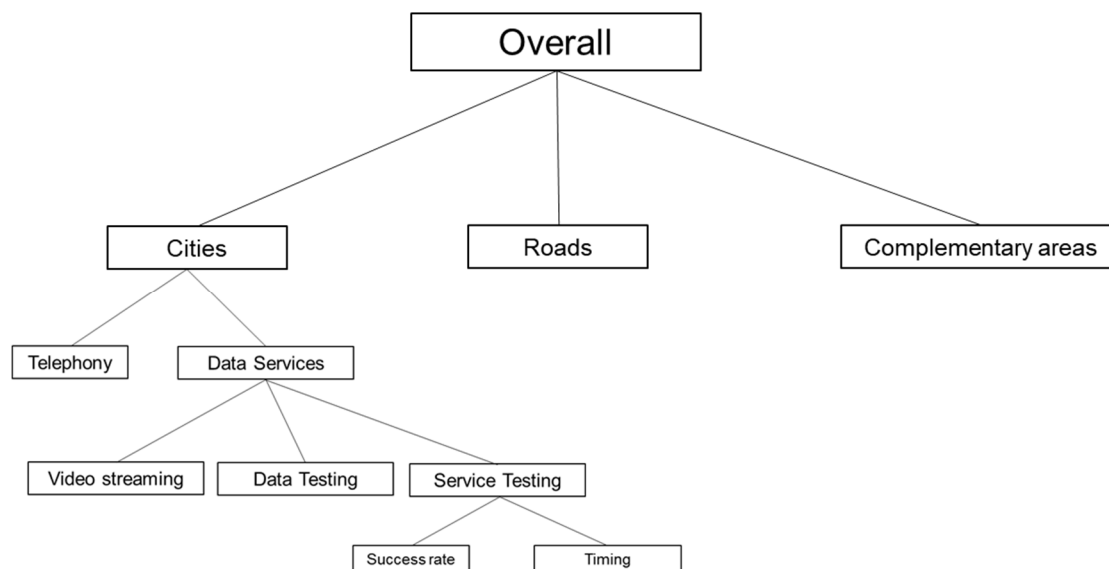 Overall
Cities
Roads
Complementary areas
Telephony
Data Services
Video streaming
Data Testing
Service Testing
Success rate
Timing